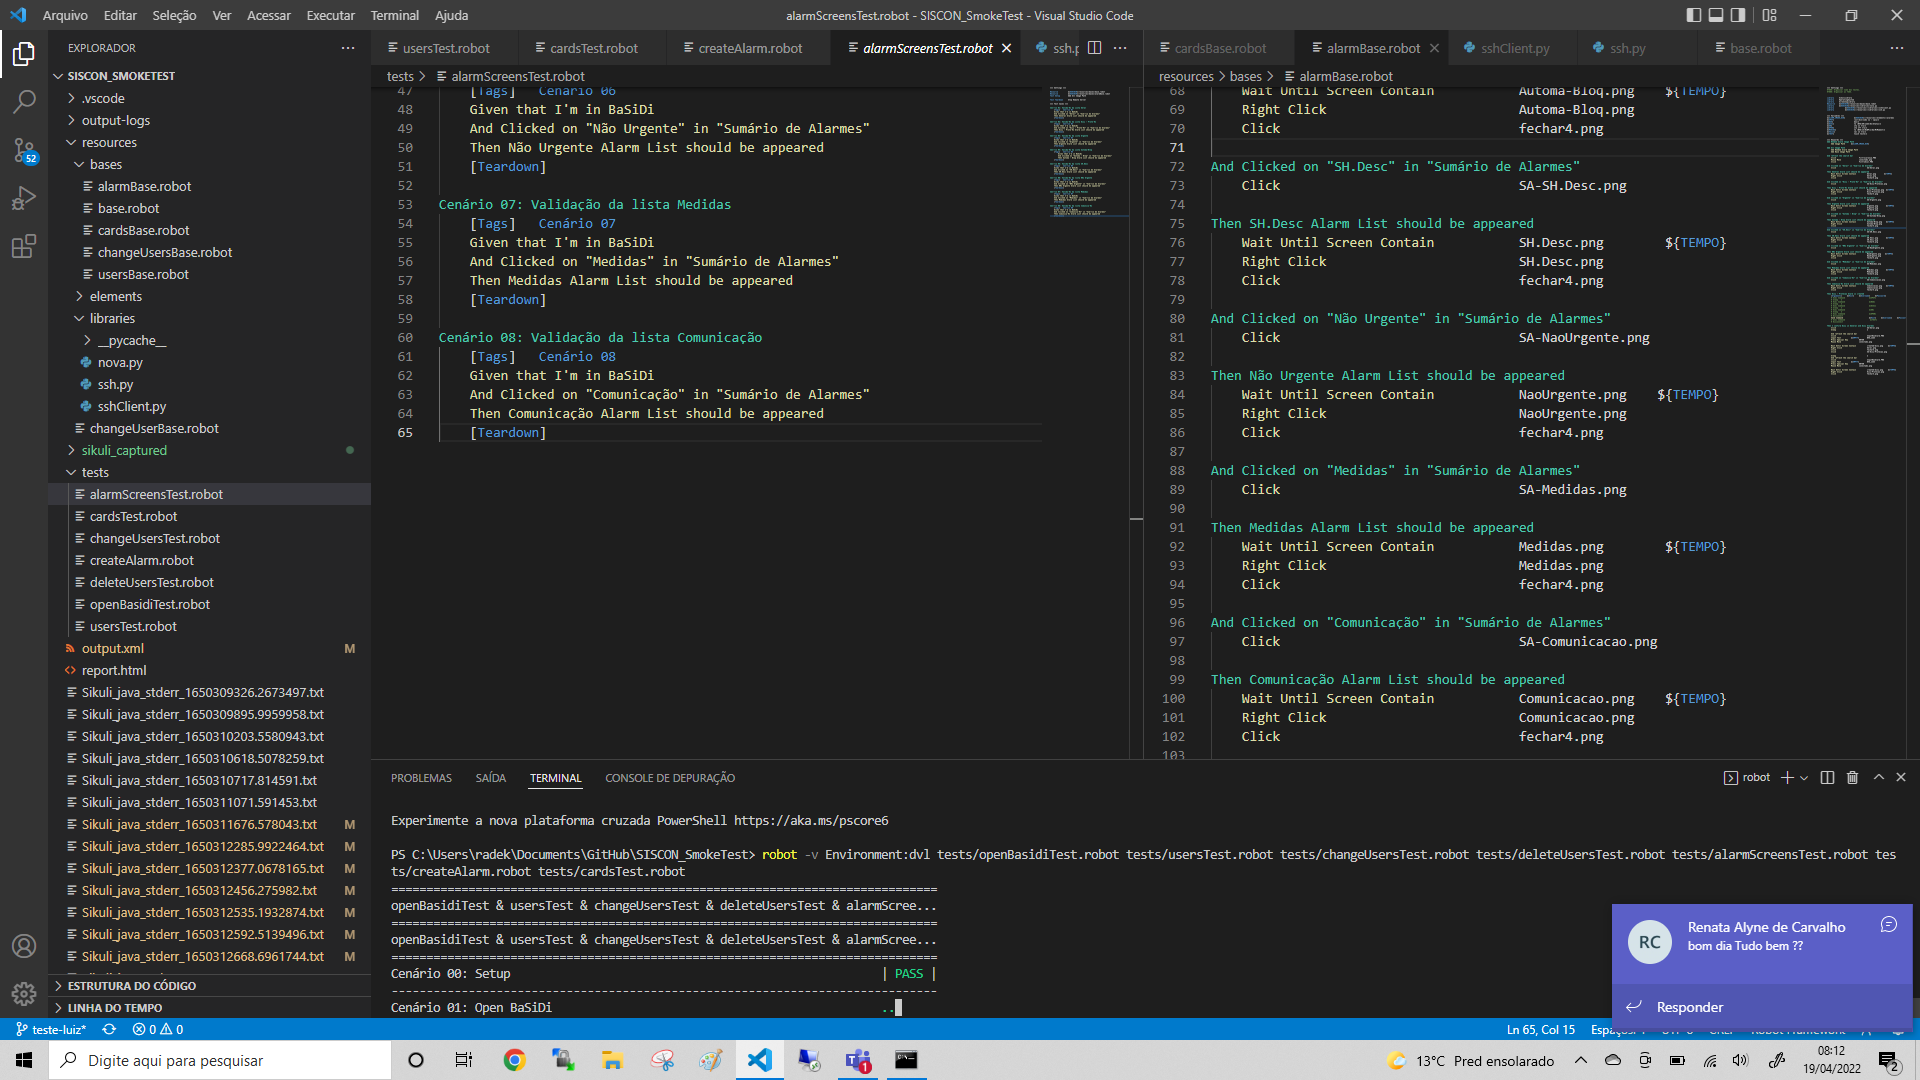 Arquivo Editar Seleção Ver Acessar Executar Terminal Ajuda
alarmScreensTest.robot - SISCON_SmokeTest - Visual Studio Code
EXPLORADOR
SISCON_SMOKETEST
.vscode
output-logs
resources
bases
alarmBase.robot
base.robot
cardsBase.robot
changeUsersBase.robot
usersBase.robot
elements
libraries
__pycache__
nova.py
ssh.py
sshClient.py
changeUserBase.robot
sikuli_captured
tests
alarmScreensTest.robot
cardsTest.robot
changeUsersTest.robot
createAlarm.robot
deleteUsersTest.robot
openBasidiTest.robot
usersTest.robot
output.xml M
report.html
Sikuli_java_stderr_1650309326.2673497.txt
Sikuli_java_stderr_1650309895.9959958.txt
Sikuli_java_stderr_1650310203.5580943.txt
Sikuli_java_stderr_1650310618.5078259.txt
Sikuli_java_stderr_1650310717.814591.txt
Sikuli_java_stderr_1650311071.591453.txt
Sikuli_java_stderr_1650311676.578043.txt M
Sikuli_java_stderr_1650312285.9922464.txt M
Sikuli_java_stderr_1650312377.0678165.txt M
Sikuli_java_stderr_1650312456.275982.txt M
Sikuli_java_stderr_1650312535.1932874.txt M
Sikuli_java_stderr_1650312592.5139496.txt M
Sikuli_java_stderr_1650312668.6961744.txt M
ESTRUTURA DO CÓDIGO
LINHA DO TEMPO
52
usersTest.robot cardsTest.robot createAlarm.robot alarmScreensTest.robot ssh.p
tests > alarmScreensTest.robot
47 [Tags] Cenário 06
48 Given that I'm in BaSiDi
49 And Clicked on "Não Urgente" in "Sumário de Alarmes"
50 Then Não Urgente Alarm List should be appeared
51 [Teardown]
52
53 Cenário 07: Validação da lista Medidas
54 [Tags] Cenário 07
55 Given that I'm in BaSiDi
56 And Clicked on "Medidas" in "Sumário de Alarmes"
57 Then Medidas Alarm List should be appeared
58 [Teardown]
59
60 Cenário 08: Validação da lista Comunicação
61 [Tags] Cenário 08
62 Given that I'm in BaSiDi
63 And Clicked on "Comunicação" in "Sumário de Alarmes"
64 Then Comunicação Alarm List should be appeared
65 [Teardown]
cardsBase.robot alarmBase.robot sshClient.py ssh.py base.robot
resources > bases > alarmBase.robot
68 Wait Until Screen Contain Automa-Bloq.png ${TEMPO}
69 Right Click Automa-Bloq.png
70 Click fechar4.png
71
72 And Clicked on "SH.Desc" in "Sumário de Alarmes"
73 Click SA-SH.Desc.png
74
75 Then SH.Desc Alarm List should be appeared
76 Wait Until Screen Contain SH.Desc.png ${TEMPO}
77 Right Click SH.Desc.png
78 Click fechar4.png
79
80 And Clicked on "Não Urgente" in "Sumário de Alarmes"
81 Click SA-NaoUrgente.png
82
83 Then Não Urgente Alarm List should be appeared
84 Wait Until Screen Contain NaoUrgente.png ${TEMPO}
85 Right Click NaoUrgente.png
86 Click fechar4.png
87
88 And Clicked on "Medidas" in "Sumário de Alarmes"
89 Click SA-Medidas.png
90
91 Then Medidas Alarm List should be appeared
92 Wait Until Screen Contain Medidas.png ${TEMPO}
93 Right Click Medidas.png
94 Click fechar4.png
95
96 And Clicked on "Comunicação" in "Sumário de Alarmes"
97 Click SA-Comunicacao.png
98
99 Then Comunicação Alarm List should be appeared
100 Wait Until Screen Contain Comunicacao.png ${TEMPO}
101 Right Click Comunicacao.png
102 Click fechar4.png
103
PROBLEMAS SAÍDA TERMINAL CONSOLE DE DEPURAÇÃO
robot
Experimente a nova plataforma cruzada PowerShell https://aka.ms/pscore6
PS C:\Users\radek\Documents\GitHub\SISCON_SmokeTest> robot -v Environment:dvl tests/openBasidiTest.robot tests/usersTest.robot tests/changeUsersTest.robot tests/deleteUsersTest.robot tests/alarmScreensTest.robot tes
ts/createAlarm.robot tests/cardsTest.robot
==============================================================================
openBasidiTest & usersTest & changeUsersTest & deleteUsersTest & alarmScree...
==============================================================================
openBasidiTest & usersTest & changeUsersTest & deleteUsersTest & alarmScree...
==============================================================================
Cenário 00: Setup | PASS |
------------------------------------------------------------------------------
Cenário 01: Open BaSiDi ..
RC
Renata Alyne de Carvalho
bom dia Tudo bem ??
Responder
teste-luiz* 0 0
Ln 65, Col 15
Digite aqui para pesquisar
1
13°C Pred ensolarado
08:12
19/04/2022
2